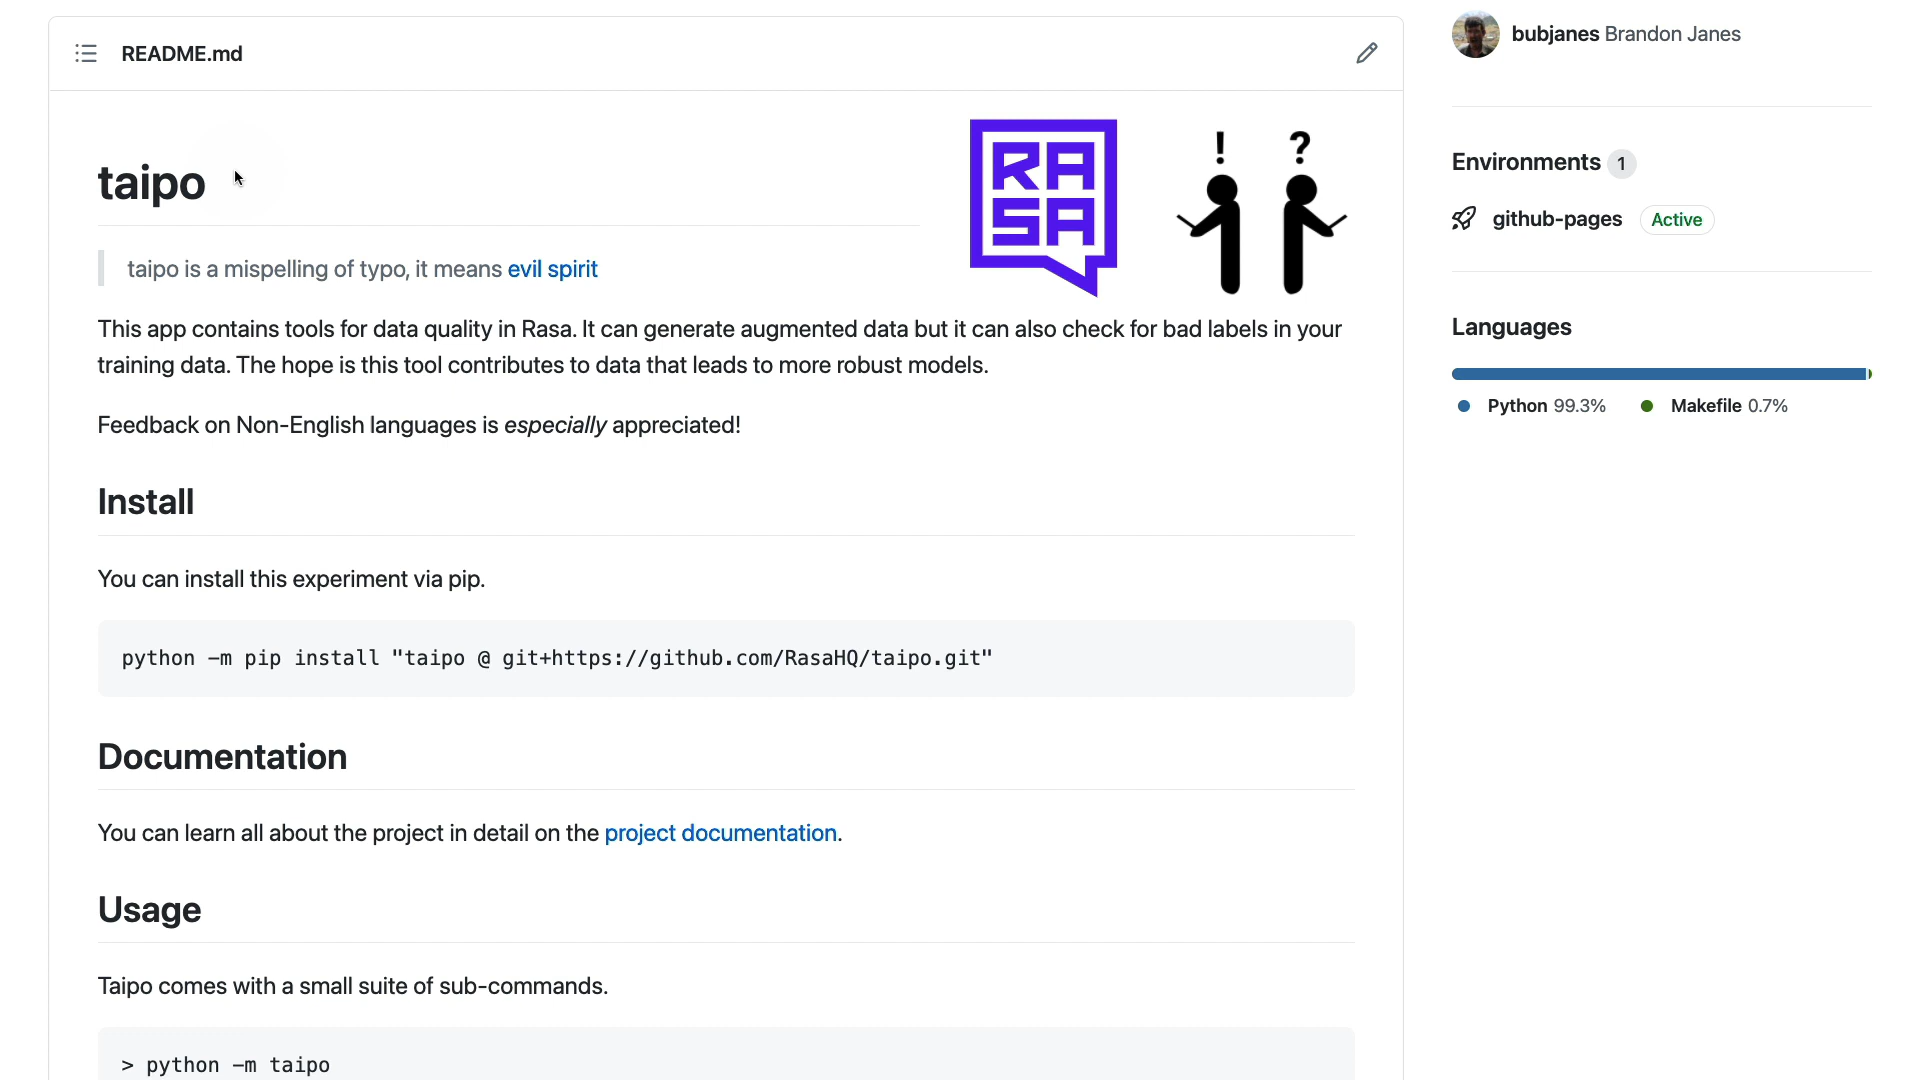 README.md
taipo
RA
SA
! ?
taipo is a mispelling of typo, it means evil spirit
This app contains tools for data quality in Rasa. It can generate augmented data but it can also check for bad labels in your
training data. The hope is this tool contributes to data that leads to more robust models.
Feedback on Non-English languages is especially appreciated!
Install
You can install this experiment via pip.
python -m pip install "taipo @ git+https://github.com/RasaHQ/taipo.git"
Documentation
You can learn all about the project in detail on the project documentation.
Usage
Taipo comes with a small suite of sub-commands.
> python -m taipo
bubjanes Brandon Janes
Environments 1
github-pages Active
Languages
Python 99.3% Makefile 0.7%